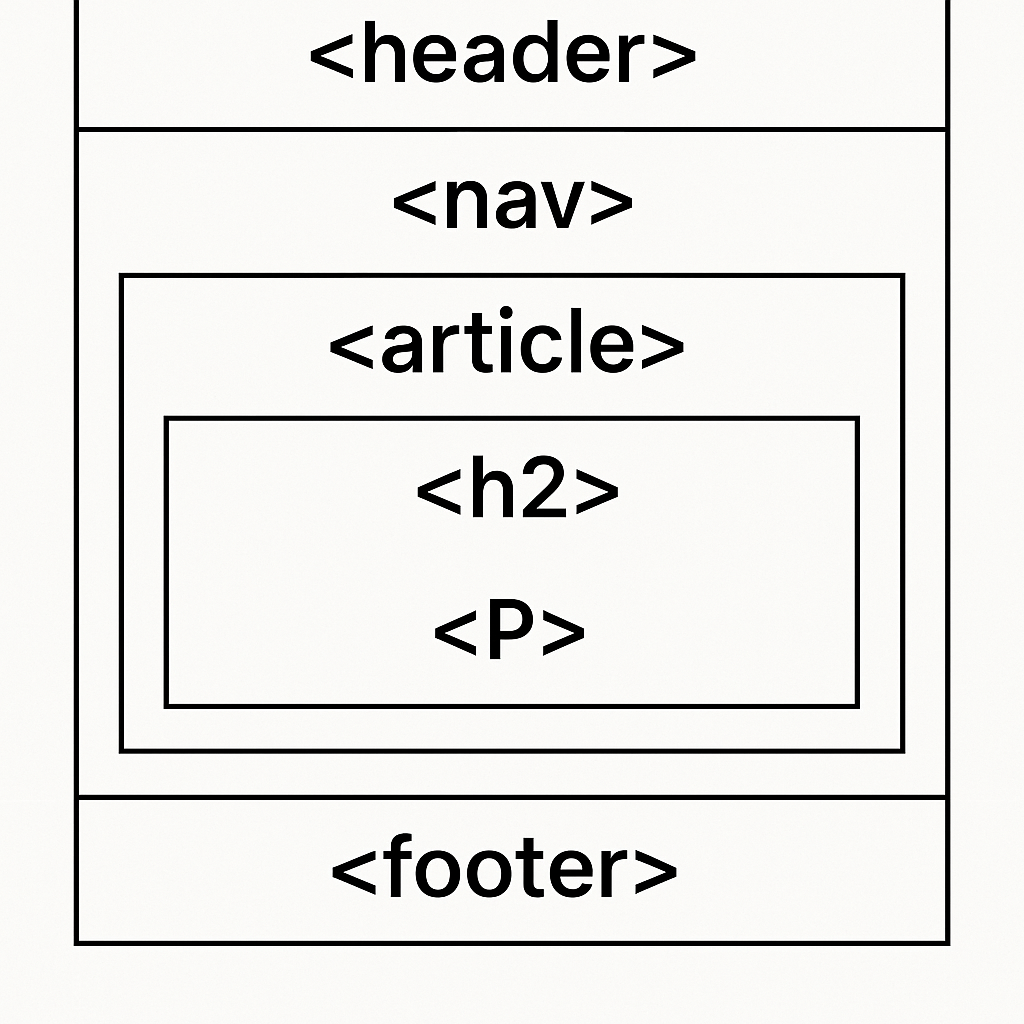 <header>
<nav>
<article>
<h2>
<P>
<footer>